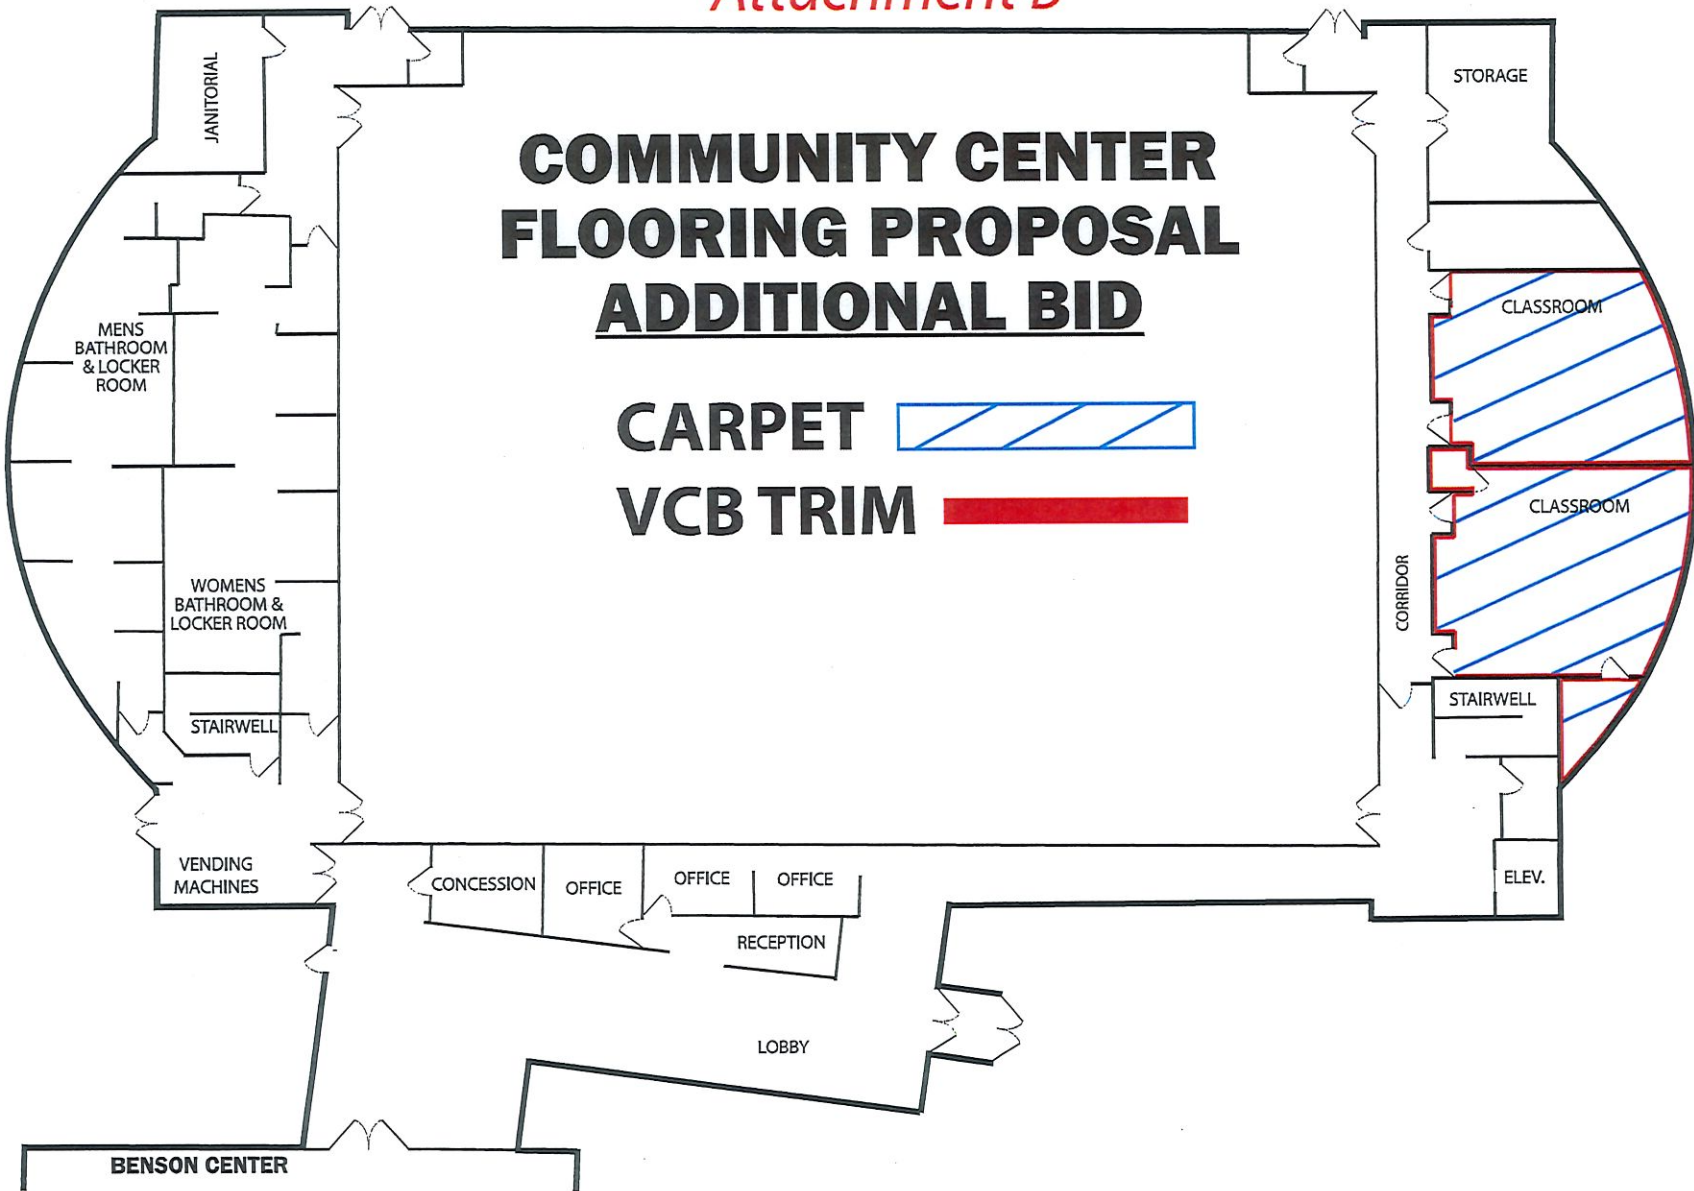 Attachment B
JANITORIAL
STORAGE
COMMUNITY CENTER
FLOORING PROPOSAL
ADDITIONAL BID
CLASSROOM
MENS
BATHROOM
& LOCKER
ROOM
CARPET
VCB TRIM
CLASSROOM
CORRIDOR
WOMENS
BATHROOM &
LOCKER ROOM
STAIRWELL
STAIRWELL
VENDING
MACHINES
CONCESSION
OFFICE
OFFICE
OFFICE
ELEV.
RECEPTION
LOBBY
BENSON CENTER